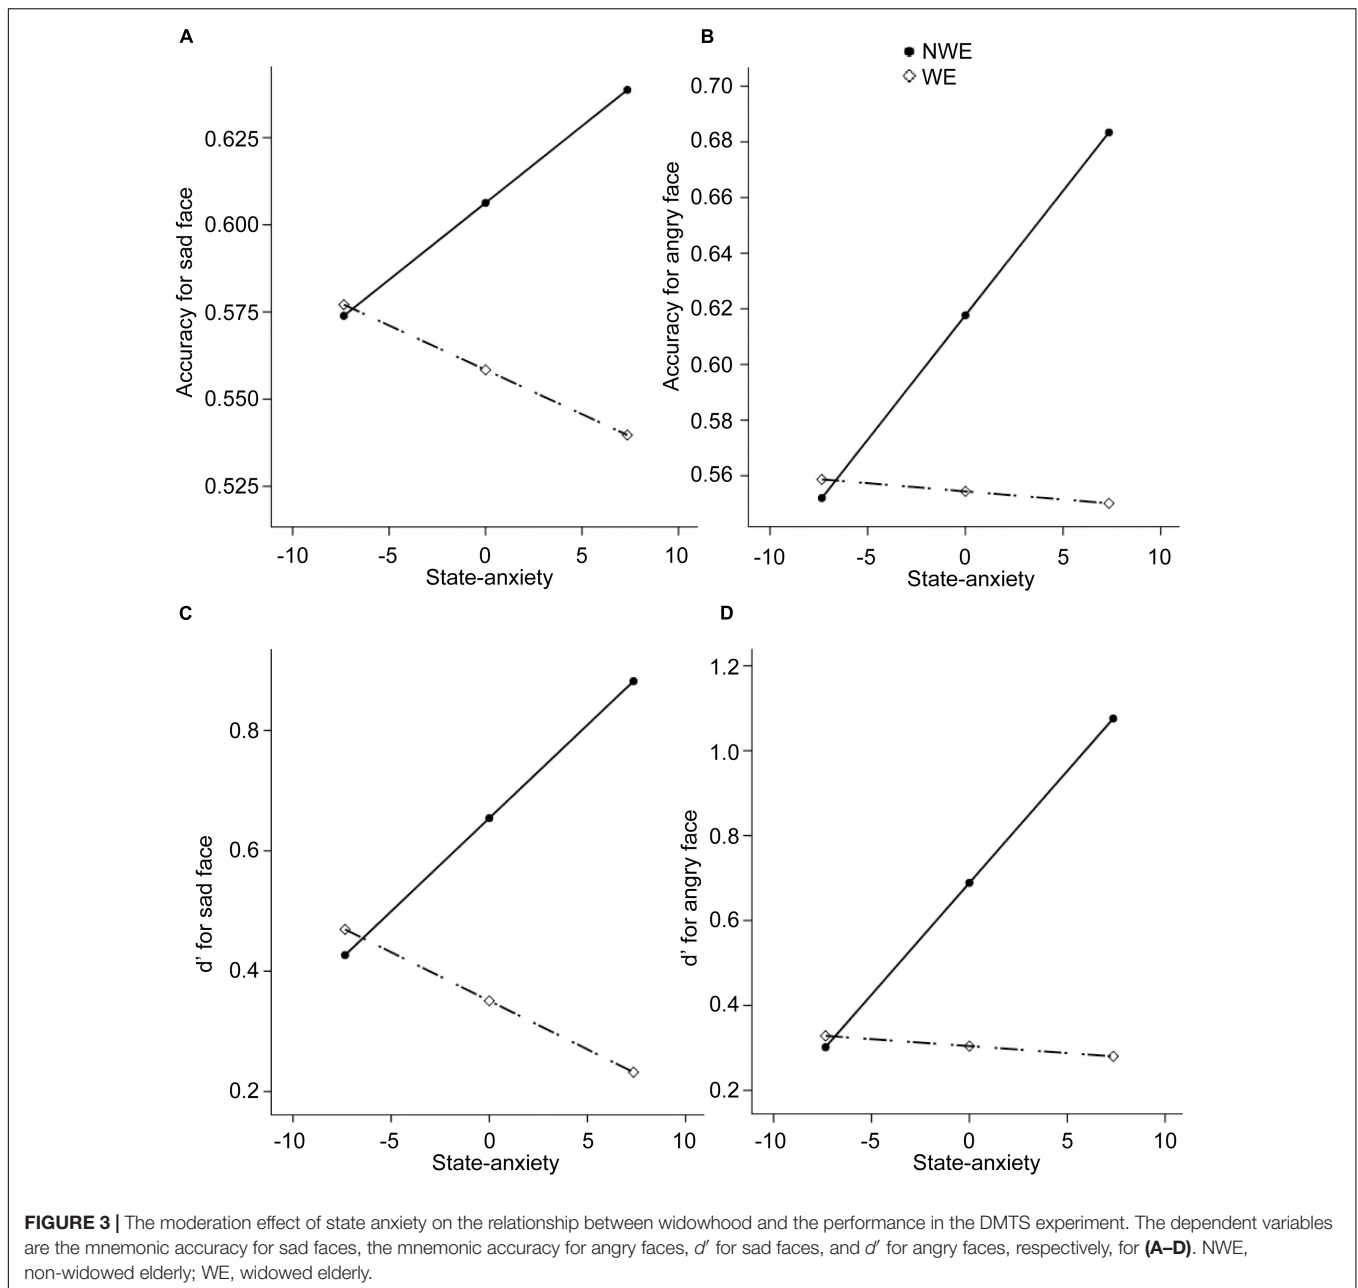 A
B
NWE
WE
0.625
0.600
0.575
0.550
0.525
Accuracy for sad face
-10 -5 0 5 10
State-anxiety
0.70
0.68
0.66
0.64
0.62
0.60
0.58
0.56
Accuracy for angry face
-10 -5 0 5 10
State-anxiety
C
D
0.8
0.6
0.4
0.2
d' for sad face
-10 -5 0 5 10
State-anxiety
1.2
1.0
0.8
0.6
0.4
0.2
d' for angry face
-10 -5 0 5 10
State-anxiety
FIGURE 3 | The moderation effect of state anxiety on the relationship between widowhood and the performance in the DMTS experiment. The dependent variables
are the mnemonic accuracy for sad faces, the mnemonic accuracy for angry faces, d′ for sad faces, and d′ for angry faces, respectively, for (A–D). NWE,
non-widowed elderly; WE, widowed elderly.